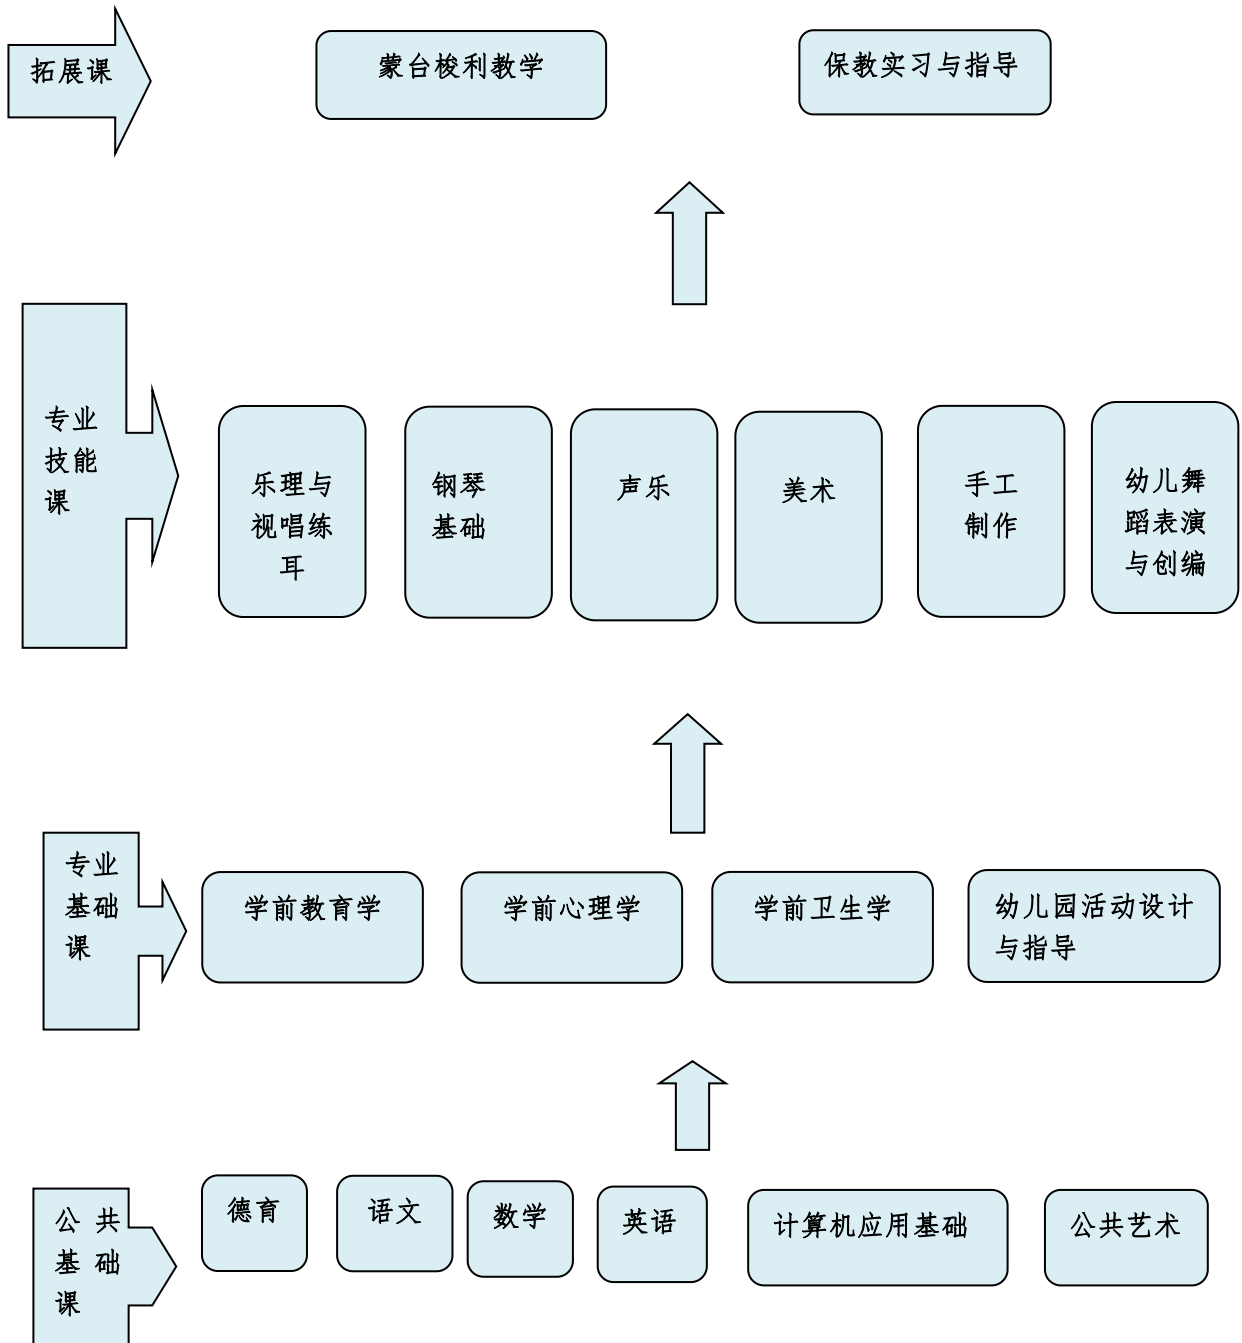 拓展课
蒙台梭利教学
保教实习与指导
专业
技能
课
乐理与
视唱练
耳
钢琴
基础
声乐
美术
手工
制作
幼儿舞
蹈表演
与创编
专业
基础
课
学前教育学
学前心理学
学前卫生学
幼儿园活动设计
与指导
公 共
基 础
课
德育
语文
数学
英语
计算机应用基础
公共艺术